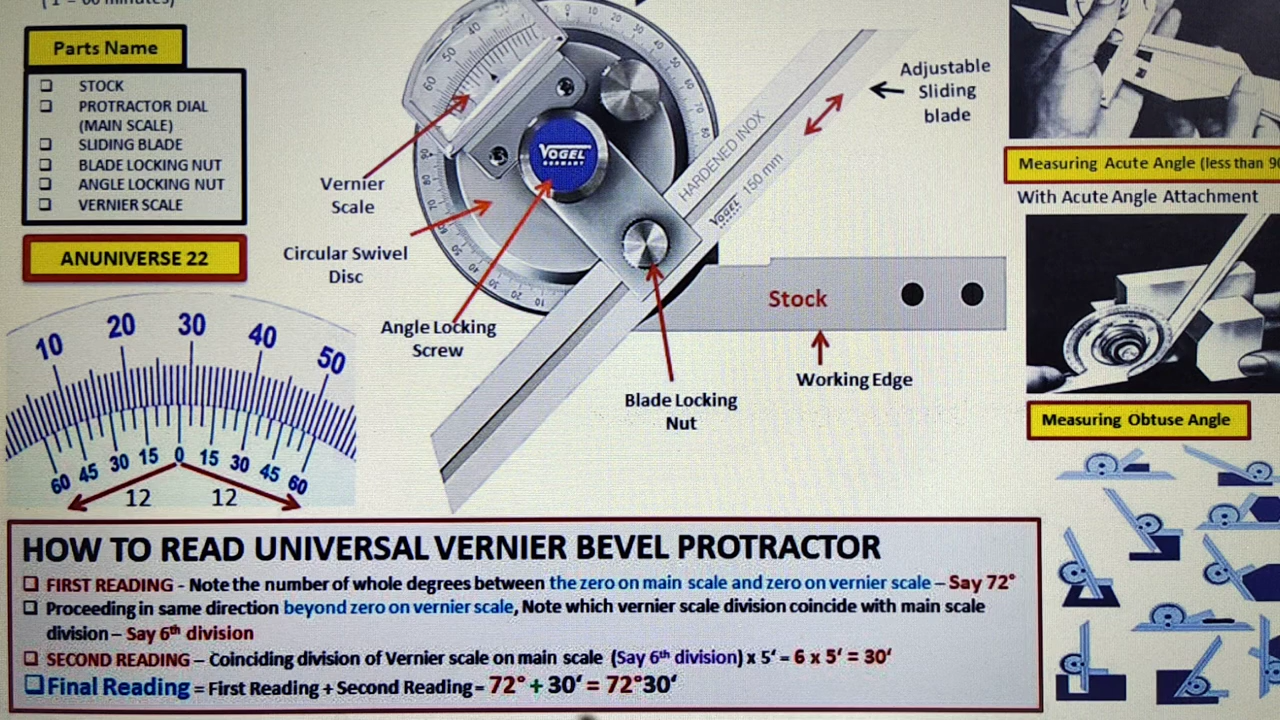 Parts Name
STOCK
PROTRACTOR DIAL
(MAIN SCALE)
SLIDING BLADE
BLADE LOCKING NUT
ANGLE LOCKING NUT
VERNIER SCALE
ANUNIVERSE 22
Vernier
Scale
Circular Swivel
Disc
Angle Locking
Screw
VOGEL
GERMANY
HARDENED INOX
VOGEL 150 mm
Adjustable
Sliding
blade
Stock
Working Edge
Blade Locking
Nut
Measuring Acute Angle (less than
With Acute Angle Attachment
Measuring Obtuse Angle
10 20 30 40 50
60 45 30 15 0 15 30 45 60
12 12
HOW TO READ UNIVERSAL VERNIER BEVEL PROTRACTOR
FIRST READING - Note the number of whole degrees between the zero on main scale and zero on vernier scale – Say 72°
Proceeding in same direction beyond zero on vernier scale, Note which vernier scale division coincide with main scale
division – Say 6th division
SECOND READING – Coinciding division of Vernier scale on main scale (Say 6th division) x 5‘ = 6 x 5‘ = 30‘
Final Reading = First Reading + Second Reading = 72° + 30‘ = 72°30‘